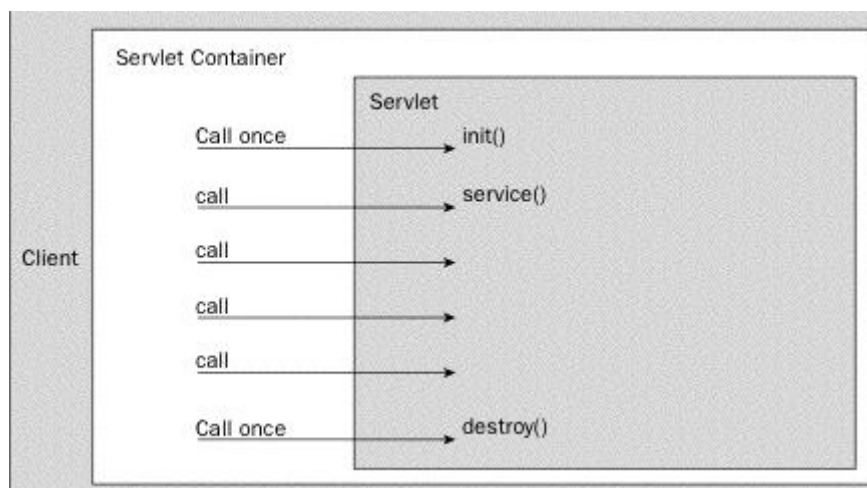 Servlet Container
Servlet
Call once
init()
call
service()
Client
call
call
call
Call once
destroy()